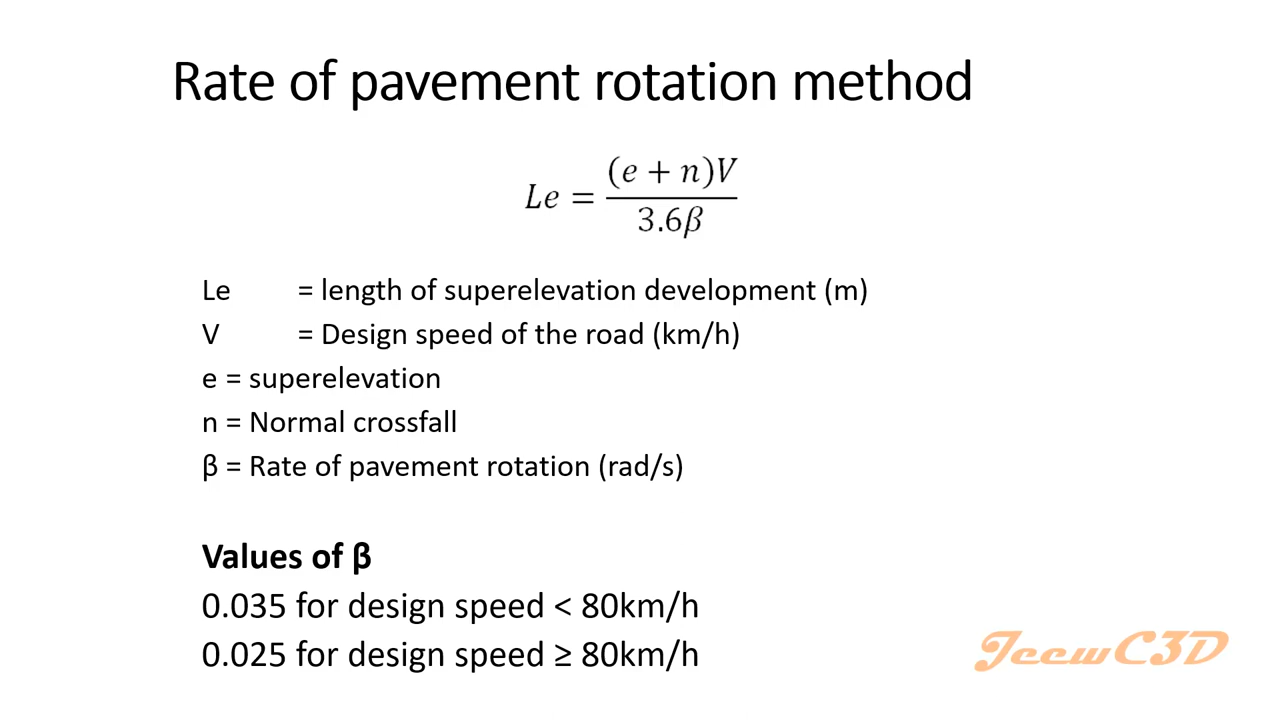 Rate of pavement rotation method
Le = (e + n)V / 3.6β
Le = length of superelevation development (m)
V = Design speed of the road (km/h)
e = superelevation
n = Normal crossfall
β = Rate of pavement rotation (rad/s)
Values of β
0.035 for design speed < 80km/h
0.025 for design speed ≥ 80km/h
JeewC3D